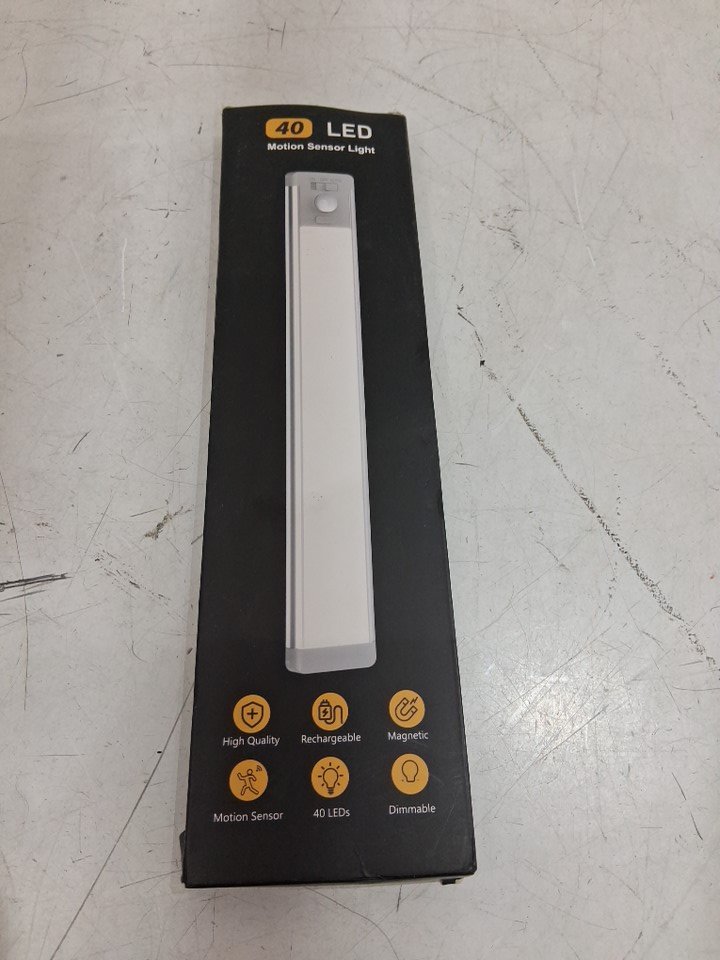 40 LED
Motion Sensor Light
High Quality Rechargeable Magnetic
Motion Sensor 40 LEDs Dimmable